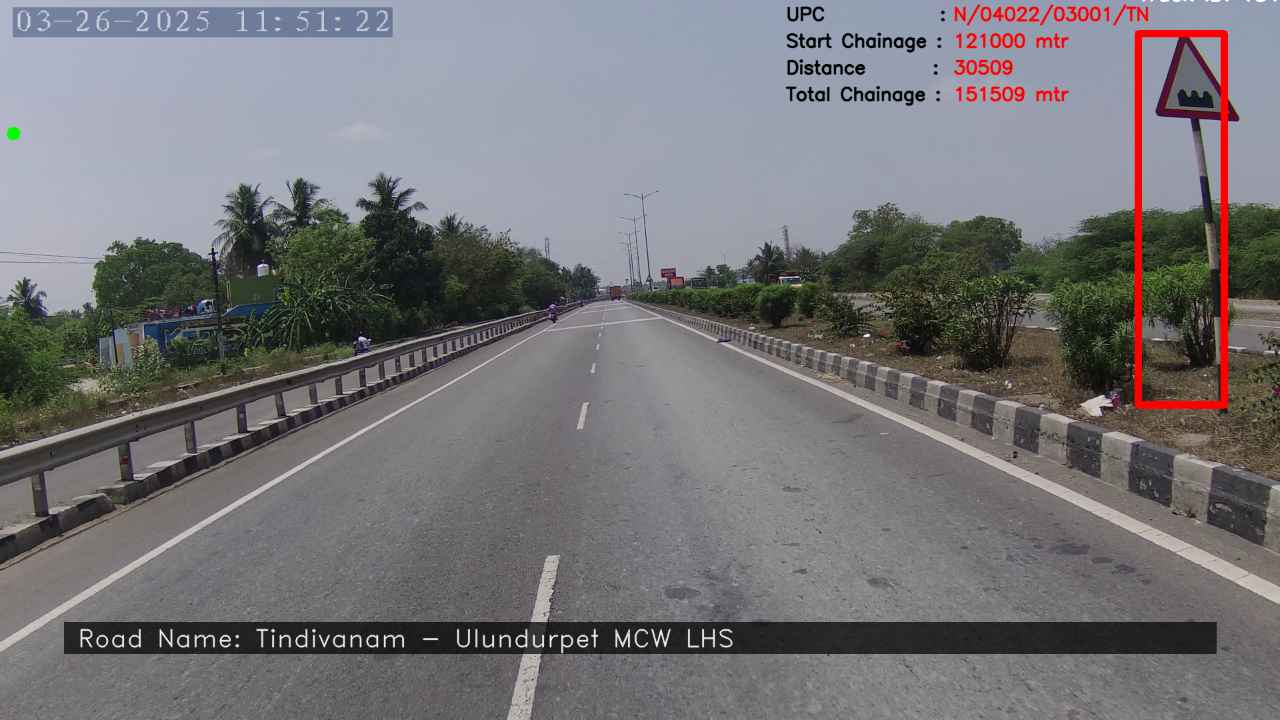 03-26-2025 11:51:22
UPC : N/04022/03001/TN
Start Chainage : 121000 mtr
Distance : 30509
Total Chainage : 151509 mtr
Road Name: Tindivanam - Ulundurpet MCW LHS